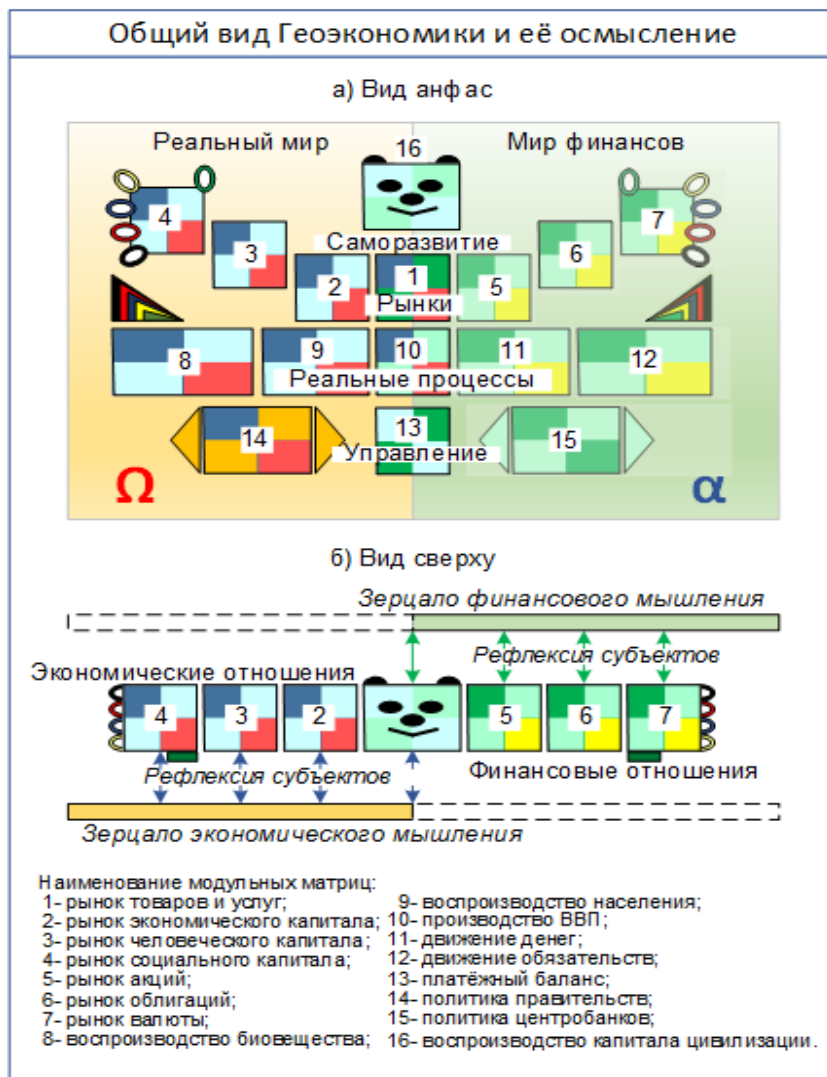 Общий вид Геоэкономики и её осмысление
а) Вид анфас
Реальный мир
16
Мир финансов
4
7
3
Саморазвитие
6
2
1
5
Рынки
8
9
10
11
12
Реальные процессы
14
13
15
Управление
Ω
α
б) Вид сверху
Зерцало финансового мышления
Рефлексия субъектов
Экономические отношения
4
3
2
5
6
7
Рефлексия субъектов
Финансовые отношения
Зерцало экономического мышления
Наименование модульных матриц:
1- рынок товаров и услуг;
2- рынок экономического капитала;
3- рынок человеческого капитала;
4- рынок социального капитала;
5- рынок акций;
6- рынок облигаций;
7- рынок валюты;
8- воспроизводство биовещества;
9- воспроизводство населения;
10- производство ВВП;
11- движение денег;
12- движение обязательств;
13- платёжный баланс;
14- политика правительств;
15- политика центробанков;
16- воспроизводство капитала цивилизации.